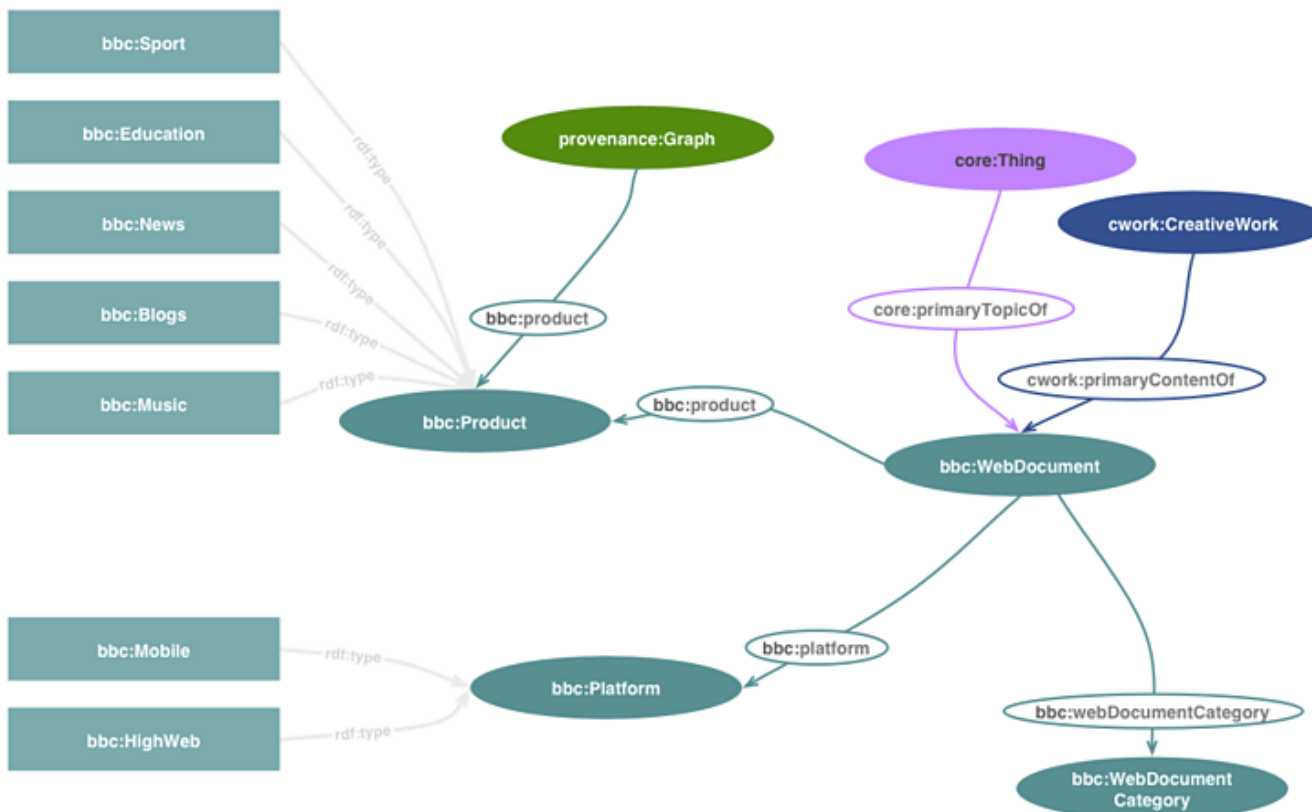 bbc:Sport
bbc:Education
bbc:News
bbc:Blogs
bbc:Music
rdf:type
rdf:type
rdf:type
rdf:type
rdf:type
provenance:Graph
bbc:product
bbc:Product
bbc:product
core:Thing
cwork:CreativeWork
core:primaryTopicOf
cwork:primaryContentOf
bbc:WebDocument
bbc:Mobile
bbc:HighWeb
rdf:type
rdf:type
bbc:Platform
bbc:platform
bbc:webDocumentCategory
bbc:WebDocument
Category